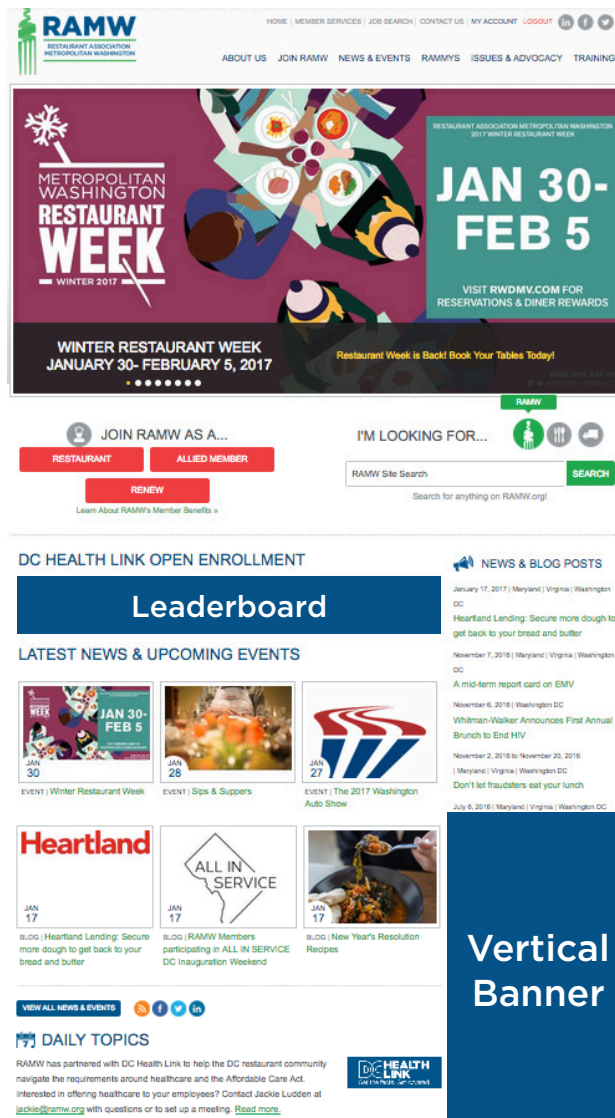 RAMW
RESTAURANT ASSOCIATION
METROPOLITAN WASHINGTON
HOME | MEMBER SERVICES | JOB SEARCH | CONTACT US | MY ACCOUNT LOGOUT
ABOUT US JOIN RAMW NEWS & EVENTS RAMMYS ISSUES & ADVOCACY TRAINING
METROPOLITAN
WASHINGTON
RESTAURANT
WEEK
WINTER 2017
RESTAURANT ASSOCIATION METROPOLITAN WASHINGTON
2017 WINTER RESTAURANT WEEK
JAN 30-
FEB 5
VISIT RWDMV.COM FOR
RESERVATIONS & DINER REWARDS
WINTER RESTAURANT WEEK
JANUARY 30- FEBRUARY 5, 2017
Restaurant Week is Back! Book Your Tables Today!
JOIN RAMW AS A...
RESTAURANT
ALLIED MEMBER
RENEW
Learn About RAMW's Member Benefits »
RAMW
I'M LOOKING FOR...
RAMW Site Search
SEARCH
Search for anything on RAMW.org!
DC HEALTH LINK OPEN ENROLLMENT
Leaderboard
LATEST NEWS & UPCOMING EVENTS
RESTAURANT
WEEK
JAN 30-
FEB 5
JAN
30
EVENT | Winter Restaurant Week
JAN
28
EVENT | Sips & Suppers
JAN
27
EVENT | The 2017 Washington
Auto Show
Heartland
JAN
17
BLOG | Heartland Lending: Secure
more dough to get back to your
bread and butter
ALL IN
SERVICE
JAN
17
BLOG | RAMW Members
participating in ALL IN SERVICE
DC Inauguration Weekend
JAN
17
BLOG | New Year's Resolution
Recipes
VIEW ALL NEWS & EVENTS
DAILY TOPICS
RAMW has partnered with DC Health Link to help the DC restaurant community
navigate the requirements around healthcare and the Affordable Care Act.
Interested in offering healthcare to your employees? Contact Jackie Ludden at
jackie@ramw.org with questions or to set up a meeting. Read more.
DC HEALTH
LINK
Get the facts. Get covered.
NEWS & BLOG POSTS
January 17, 2017 | Maryland | Virginia | Washington
DC
Heartland Lending: Secure more dough to
get back to your bread and butter
November 7, 2016 | Maryland | Virginia | Washington
DC
A mid-term report card on EMV
November 6, 2016 | Washington DC
Whitman-Walker Announces First Annual
Brunch to End HIV
November 2, 2016 to November 20, 2016
| Maryland | Virginia | Washington DC
Don't let fraudsters eat your lunch
July 6, 2016 | Maryland | Virginia | Washington DC
Vertical
Banner